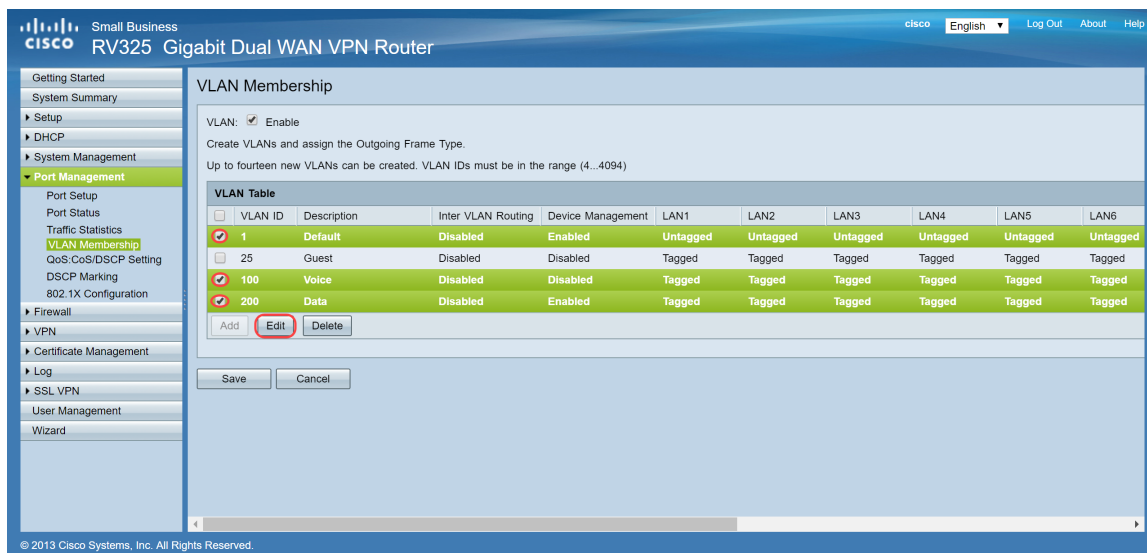 Small Business
cisco English Log Out About Help
CISCO RV325 Gigabit Dual WAN VPN Router
Getting Started
System Summary
Setup
DHCP
System Management
Port Management
Port Setup
Port Status
Traffic Statistics
VLAN Membership
QoS:CoS/DSCP Setting
DSCP Marking
802.1X Configuration
Firewall
VPN
Certificate Management
Log
SSL VPN
User Management
Wizard
VLAN Membership
VLAN: Enable
Create VLANs and assign the Outgoing Frame Type.
Up to fourteen new VLANs can be created. VLAN IDs must be in the range (4...4094)
VLAN Table
VLAN ID Description Inter VLAN Routing Device Management LAN1 LAN2 LAN3 LAN4 LAN5 LAN6
1 Default Disabled Enabled Untagged Untagged Untagged Untagged Untagged Untagged
25 Guest Disabled Disabled Tagged Tagged Tagged Tagged Tagged Tagged
100 Voice Disabled Disabled Tagged Tagged Tagged Tagged Tagged Tagged
200 Data Disabled Enabled Tagged Tagged Tagged Tagged Tagged Tagged
Add Edit Delete
Save Cancel
© 2013 Cisco Systems, Inc. All Rights Reserved.